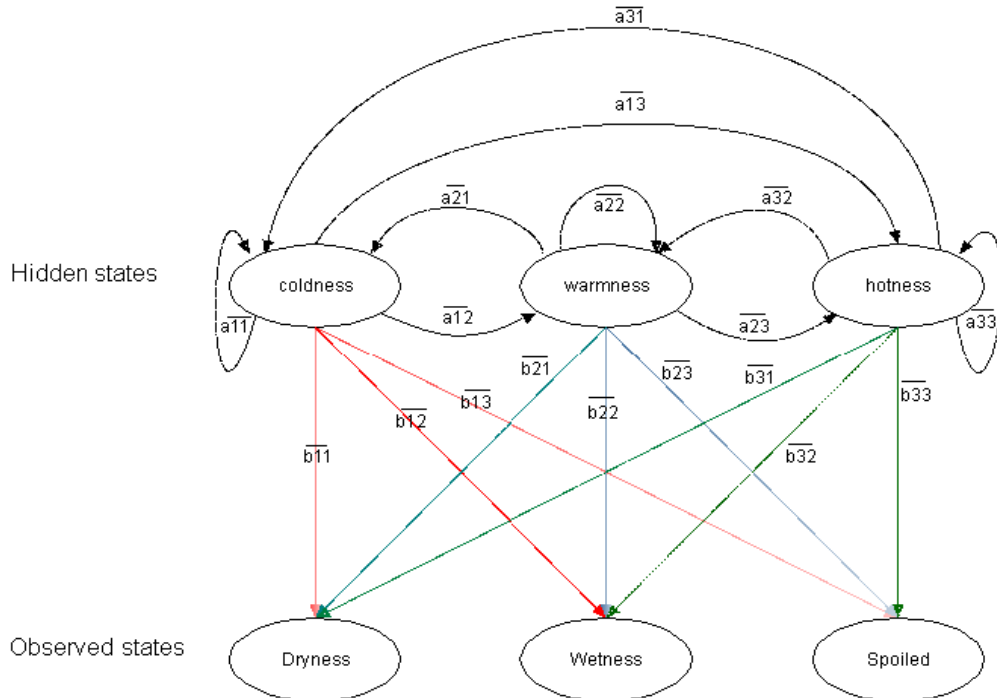 a31
a13
a21
a22
a32
Hidden states
coldness
warmness
hotness
a11
a12
a23
a33
b21
b23
b31
b13
b12
b22
b33
b11
b32
Observed states
Dryness
Wetness
Spoiled